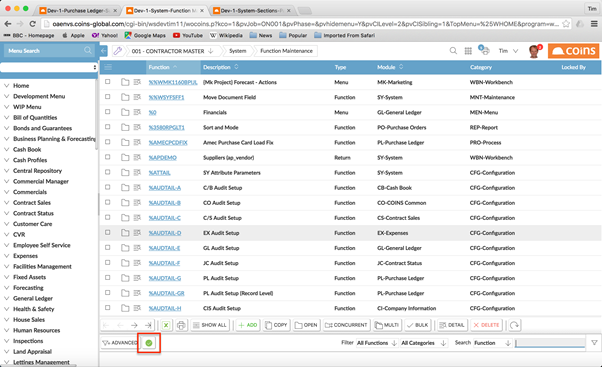 Dev-1-Purchase Ledger-S
Dev-1-System-Function M
Dev-1-System-Sections-F
Tim
oaenvs.coins-global.com/cgi-bin/wsdevtim11/wocoins.p?kco=1&pvJob=ON001&pvPhase=&pvhidemenu=Y&pvCILevel=2&pvCISibling=1&TopMenu=%25WHOME&program=w...
BBC - Homepage
Apple
Yahoo!
Google Maps
YouTube
Wikipedia
News
Popular
Imported From Safari
Menu Search
001 - CONTRACTOR MASTER
System
Function Maintenance
Tim
coins
Function
Description
Type
Module
Category
Locked By
Home
Development Menu
WIP Menu
Bill of Quantities
Bonds and Guarantees
Business Planning & Forecasting
Cash Book
Cash Profiles
Central Repository
Commercial Manager
Commercials
Contract Sales
Contract Status
Customer Care
CVR
Employee Self Service
Expenses
Facilities Management
Fixed Assets
Forecasting
General Ledger
Health & Safety
House Sales
Human Resources
Inspections
Land Appraisal
Lettings Management
%%WMK1160BPUL [Mk Project] Forecast - Actions Menu MK-Marketing WBN-Workbench
%%WSYFSFF1 Move Document Field Function SY-System MNT-Maintenance
%0 Financials Menu GL-General Ledger MEN-Menu
%3580RPGLT1 Sort and Mode Function PO-Purchase Orders REP-Report
%AMECPCDFIX Amec Purchase Card Load Fix Function PL-Purchase Ledger PRO-Process
%APDEMO Suppliers (ap_vendor) Return SY-System WBN-Workbench
%ATTAIL SY Attribute Parameters Function SY-System CFG-Configuration
%AUDTAIL-A C/B Audit Setup Function CB-Cash Book CFG-Configuration
%AUDTAIL-B C/O Audit Setup Function CO-COINS Common CFG-Configuration
%AUDTAIL-C C/S Audit Setup Function CS-Contract Sales CFG-Configuration
%AUDTAIL-D EX Audit Setup Function EX-Expenses CFG-Configuration
%AUDTAIL-E GL Audit Setup Function GL-General Ledger CFG-Configuration
%AUDTAIL-F JC Audit Setup Function JC-Contract Status CFG-Configuration
%AUDTAIL-G PL Audit Setup Function PL-Purchase Ledger CFG-Configuration
%AUDTAIL-GR PL Audit Setup (Record Level) Function PL-Purchase Ledger CFG-Configuration
%AUDTAIL-H CIS Audit Setup Function CI-Company Information CFG-Configuration
SHOW ALL
ADD
COPY
OPEN
CONCURRENT
MULTI
BULK
DETAIL
DELETE
ADVANCED
Filter
All Functions
All Categories
Search
Function